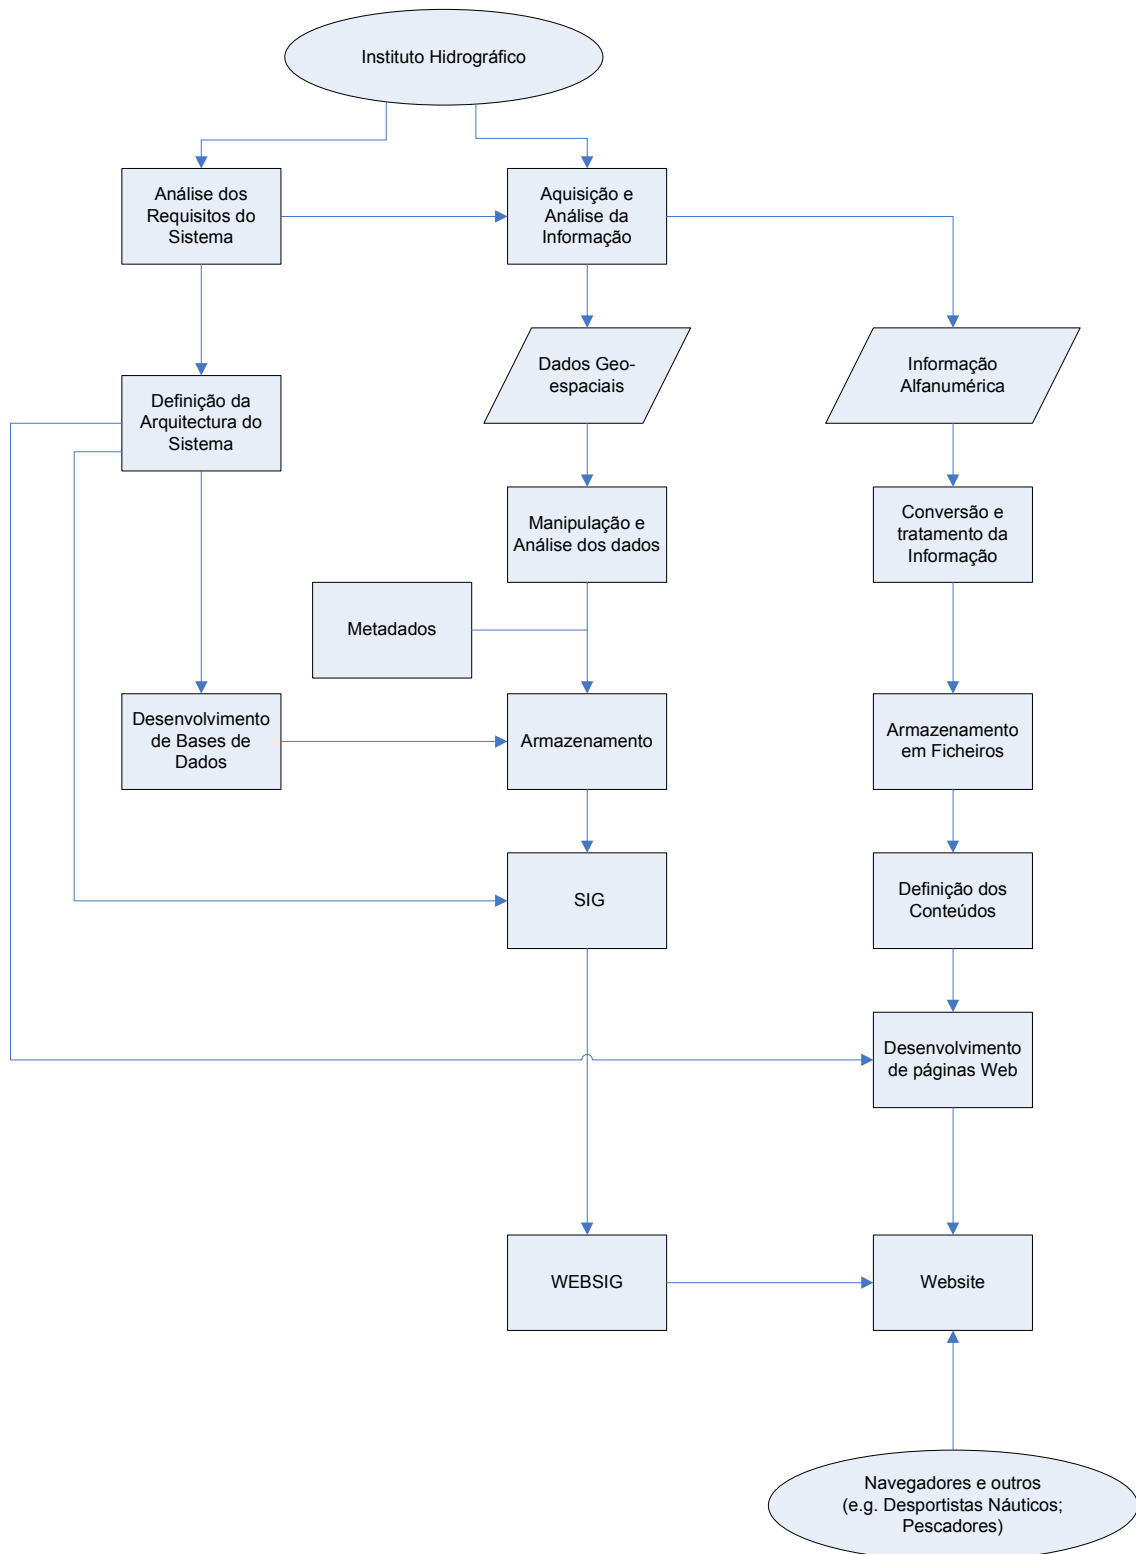 Instituto Hidrográfico
Análise dos
Requisitos do
Sistema
Aquisição e
Análise da
Informação
Dados Geo-
espaciais
Informação
Alfanumérica
Definição da
Arquitectura do
Sistema
Manipulação e
Análise dos dados
Conversão e
tratamento da
Informação
Metadados
Desenvolvimento
de Bases de
Dados
Armazenamento
Armazenamento
em Ficheiros
SIG
Definição dos
Conteúdos
Desenvolvimento
de páginas Web
WEBSIG
Website
Navegadores e outros
(e.g. Desportistas Náuticos;
Pescadores)